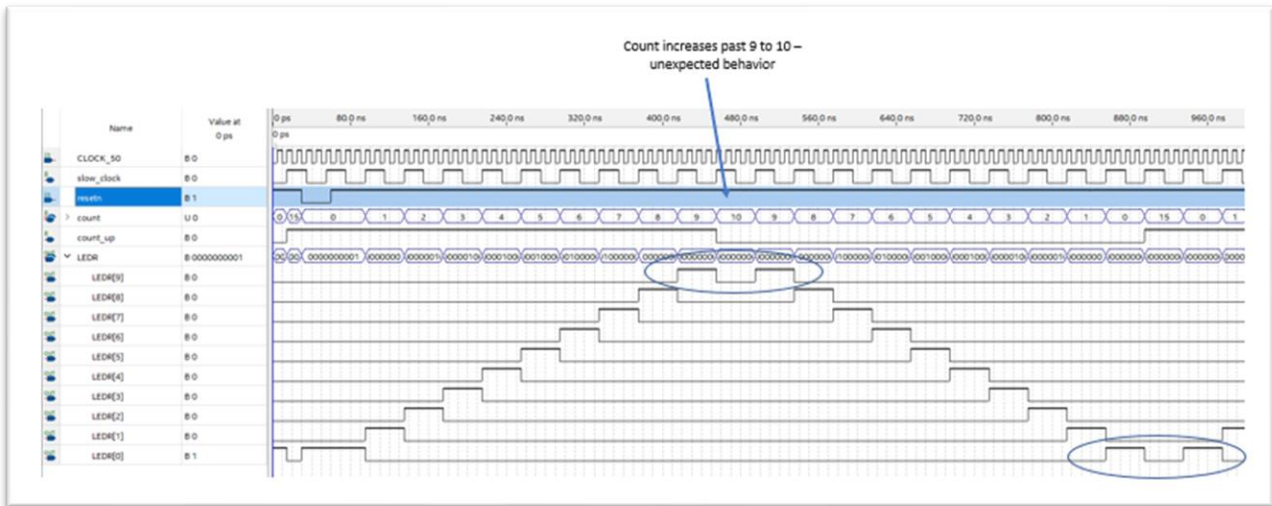 Count increases past 9 to 10 –
unexpected behavior
Name
Value at
0 ps
0 ps 80.0 ns 160.0 ns 240.0 ns 320.0 ns 400.0 ns 480.0 ns 560.0 ns 640.0 ns 720.0 ns 800.0 ns 880.0 ns 960.0 ns
0 ps
CLOCK_50 B 0
slow_clock B 0
resetn B 1
count U 0 0 15 0 1 2 3 4 5 6 7 8 9 10 9 8 7 6 5 4 3 2 1 0 15 0 1
count_up B 0
LEDR B 0000000001 0000000001
LEDR[9] B 0
LEDR[8] B 0
LEDR[7] B 0
LEDR[6] B 0
LEDR[5] B 0
LEDR[4] B 0
LEDR[3] B 0
LEDR[2] B 0
LEDR[1] B 0
LEDR[0] B 1